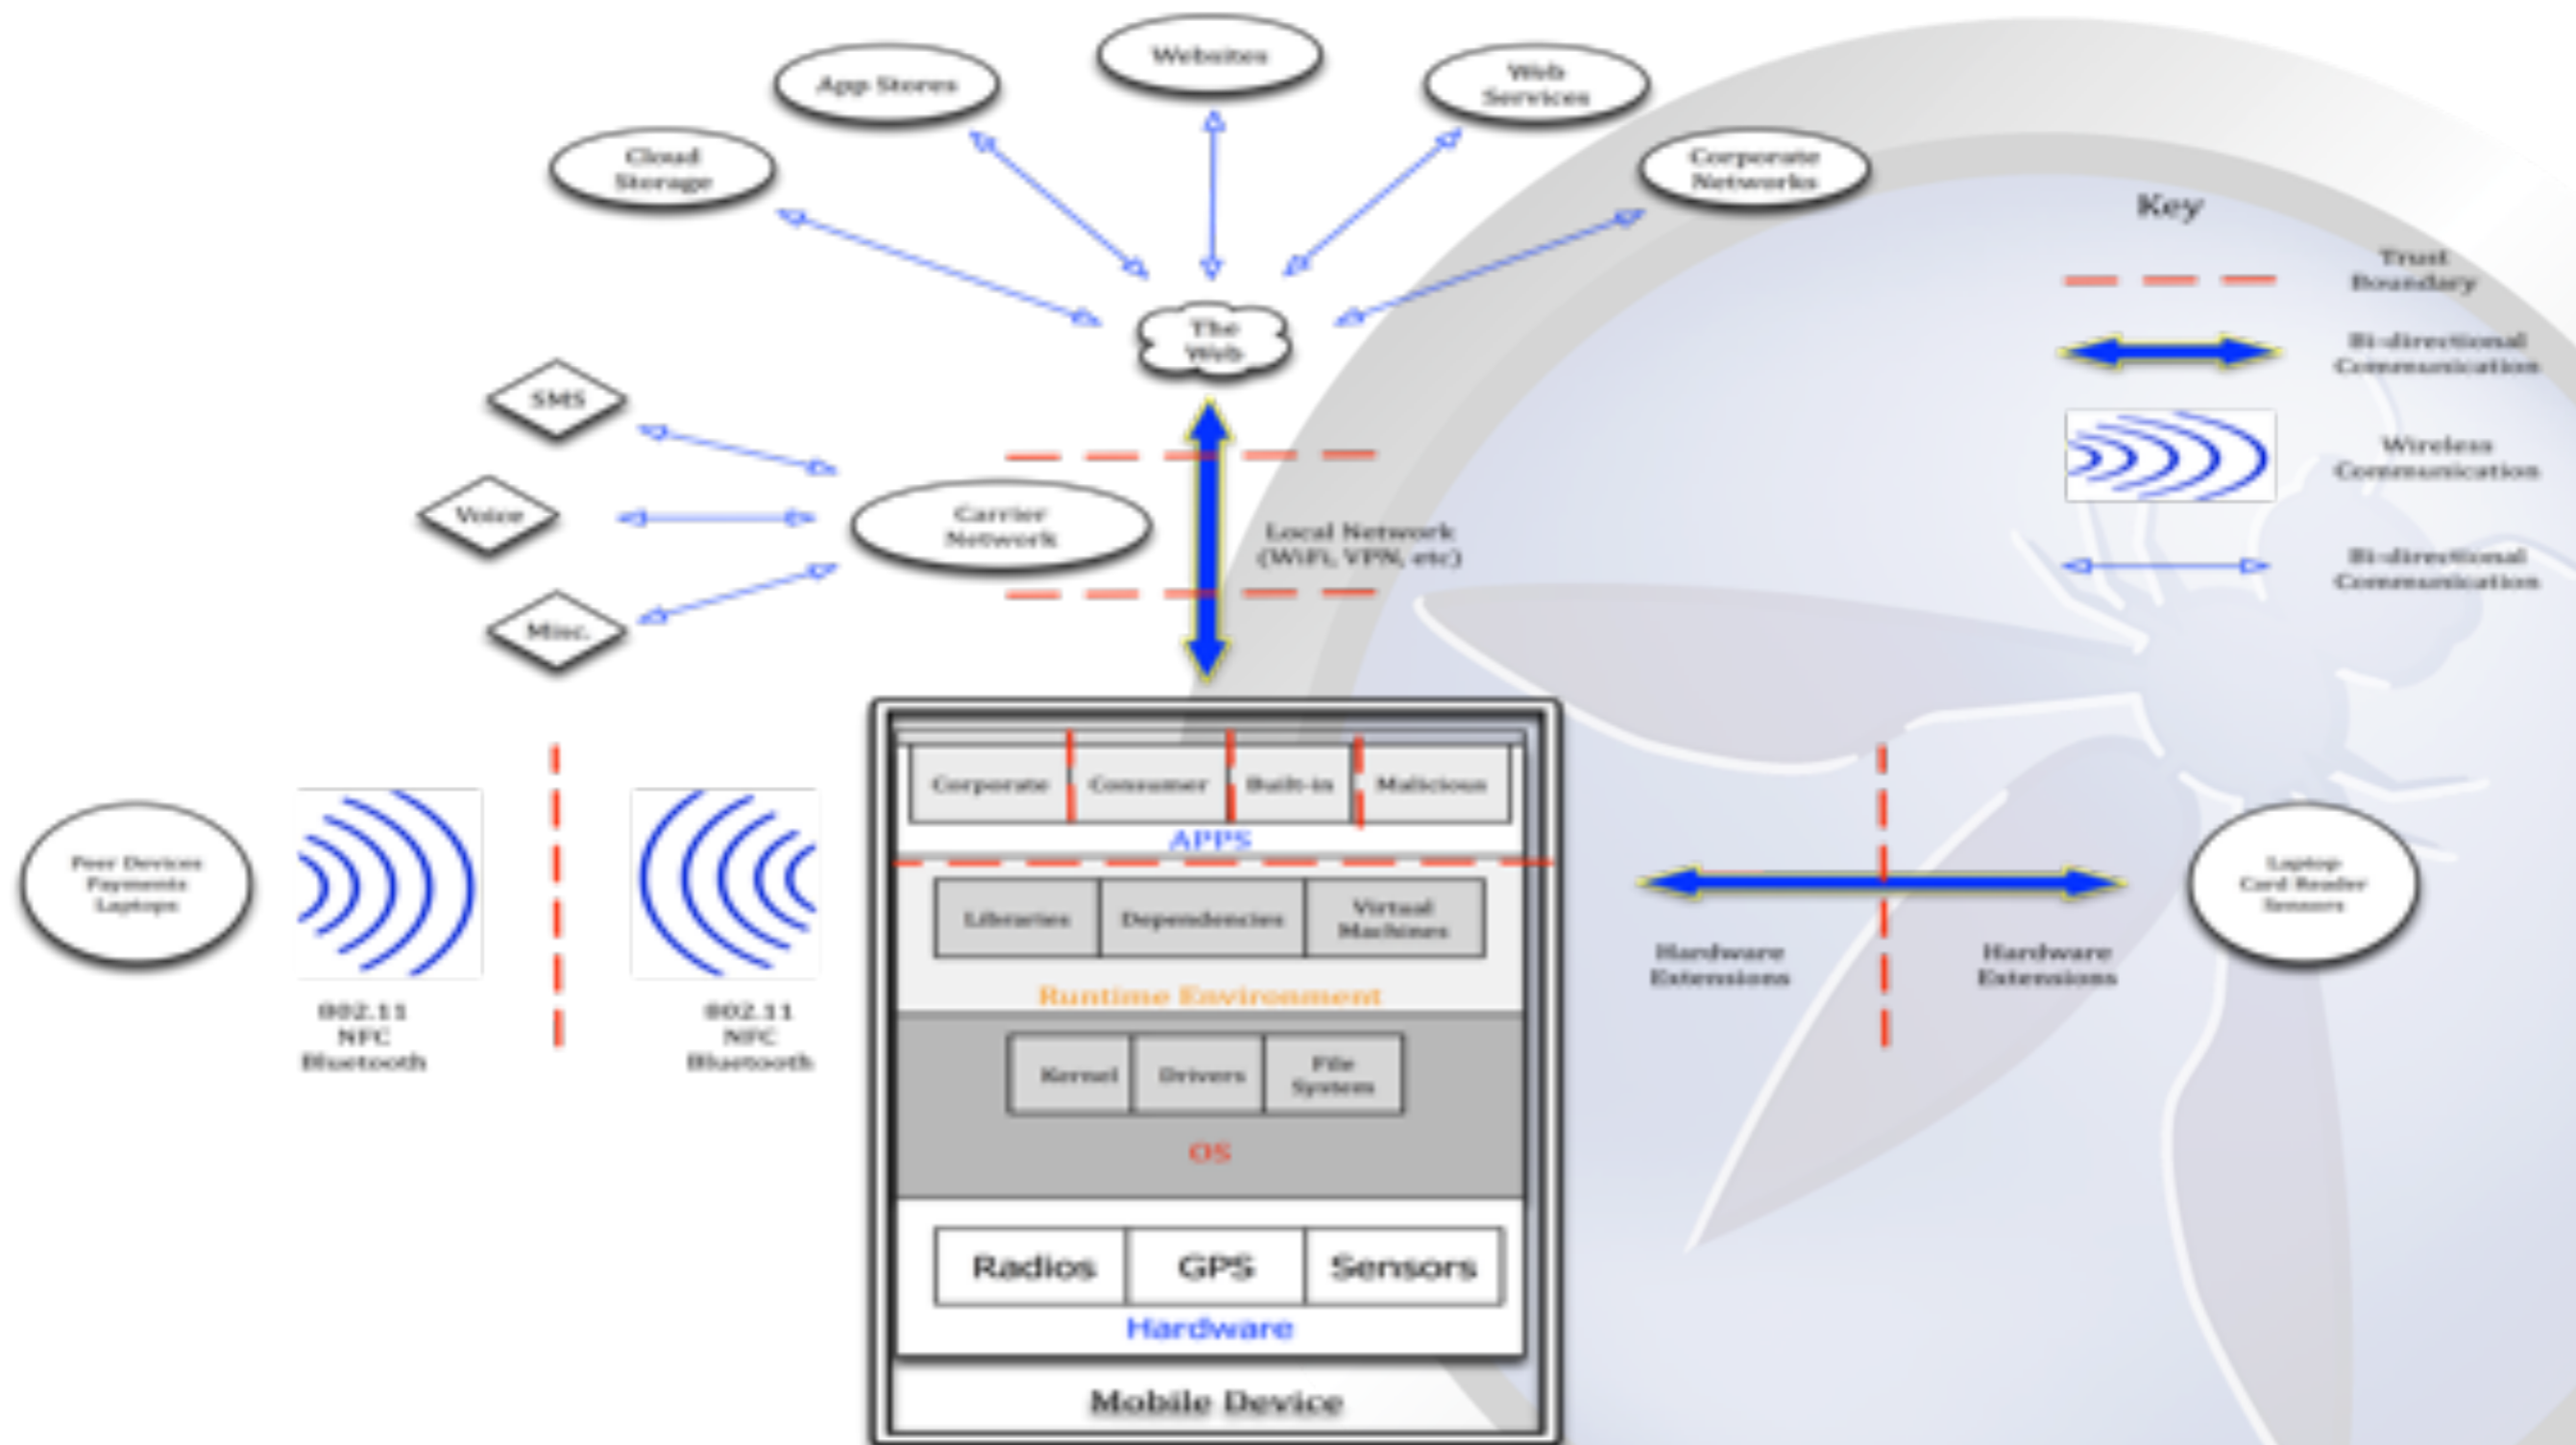 Websites
App Stores
Web
Services
Cloud
Storage
Corporate
Networks
Key
Trust
Boundary
The
Web
Bi-directional
Communication
SMS
Wireless
Communication
Voice
Carrier
Network
Local Network
(WiFi, VPN, etc)
Bi-directional
Communication
Misc.
Corporate
Consumer
Built-in
Malicious
APPS
Peer Devices
Payments
Laptops
Libraries
Dependencies
Virtual
Machines
Laptop
Card Reader
Sensors
Hardware
Extensions
Hardware
Extensions
Runtime Environment
802.11
NFC
Bluetooth
802.11
NFC
Bluetooth
Kernel
Drivers
File
System
OS
Radios
GPS
Sensors
Hardware
Mobile Device